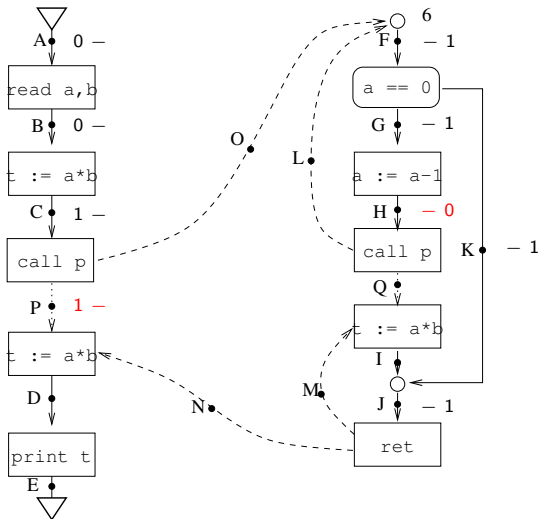 A 0 –
read a,b
B 0 –
t := a*b
C 1 –
call p
P 1 –
t := a*b
D
print t
E
O
L
N
M
6
F – 1
a == 0
G – 1
a := a-1
H – 0
call p
K – 1
Q
t := a*b
I
J – 1
ret